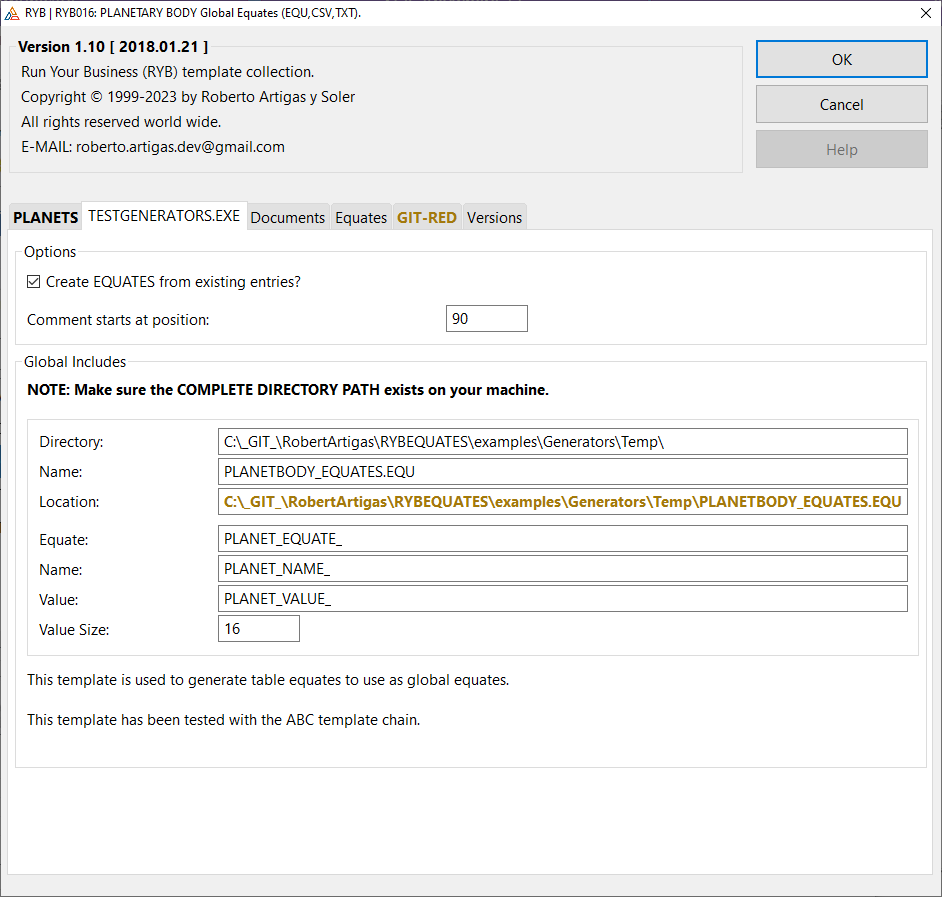 RYB | RYB016: PLANETARY BODY Global Equates (EQU,CSV,TXT).
Version 1.10 [ 2018.01.21 ]
Run Your Business (RYB) template collection.
Copyright © 1999-2023 by Roberto Artigas y Soler
All rights reserved world wide.
E-MAIL: roberto.artigas.dev@gmail.com
OK
Cancel
Help
PLANETS TESTGENERATORS.EXE Documents Equates GIT-RED Versions
Options
Create EQUATES from existing entries?
Comment starts at position: 90
Global Includes
NOTE: Make sure the COMPLETE DIRECTORY PATH exists on your machine.
Directory: C:\_GIT_\RobertArtigas\RYBEQUATES\examples\Generators\Temp\
Name: PLANETBODY_EQUATES.EQU
Location: C:\_GIT_\RobertArtigas\RYBEQUATES\examples\Generators\Temp\PLANETBODY_EQUATES.EQU
Equate: PLANET_EQUATE_
Name: PLANET_NAME_
Value: PLANET_VALUE_
Value Size: 16
This template is used to generate table equates to use as global equates.
This template has been tested with the ABC template chain.